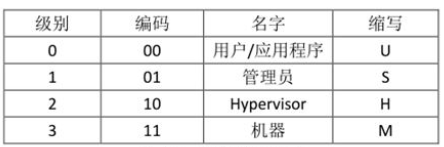 级别 编码 名字 缩写
0 00 用户/应用程序 U
1 01 管理员 S
2 10 Hypervisor H
3 11 机器 M